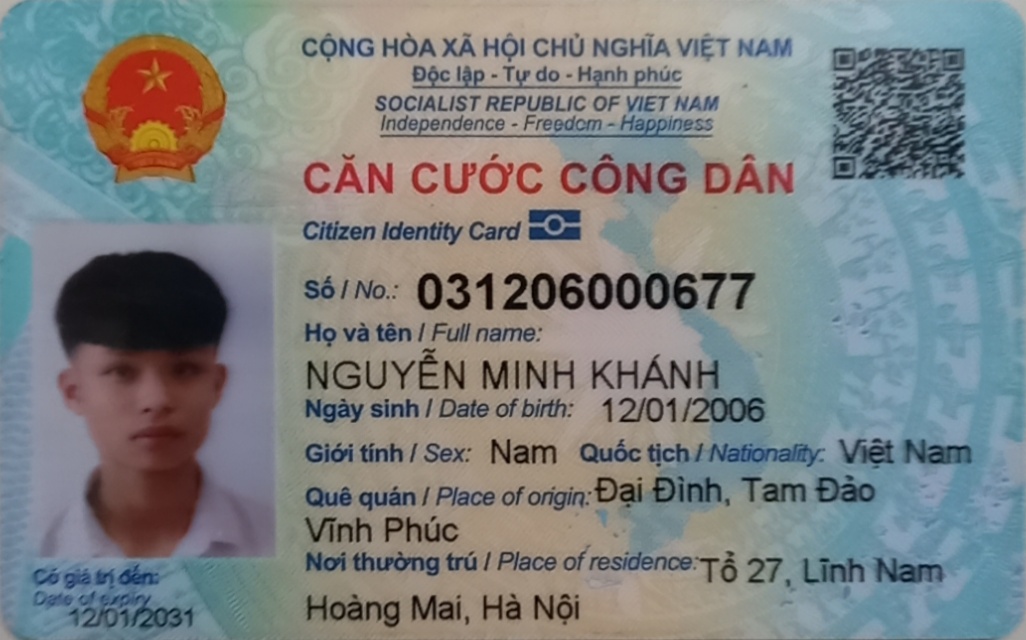 CỘNG HÒA XÃ HỘI CHỦ NGHĨA VIỆT NAM
Độc lập - Tự do - Hạnh phúc
SOCIALIST REPUBLIC OF VIET NAM
Independence - Freedom - Happiness
CĂN CƯỚC CÔNG DÂN
Citizen Identity Card
Số / No.: 031206000677
Họ và tên / Full name:
NGUYỄN MINH KHÁNH
Ngày sinh / Date of birth: 12/01/2006
Giới tính / Sex: Nam Quốc tịch / Nationality: Việt Nam
Quê quán / Place of origin: Đại Đình, Tam Đảo
Vĩnh Phúc
Nơi thường trú / Place of residence: Tổ 27, Lĩnh Nam
Hoàng Mai, Hà Nội
Có giá trị đến:
Date of expiry
12/01/2031